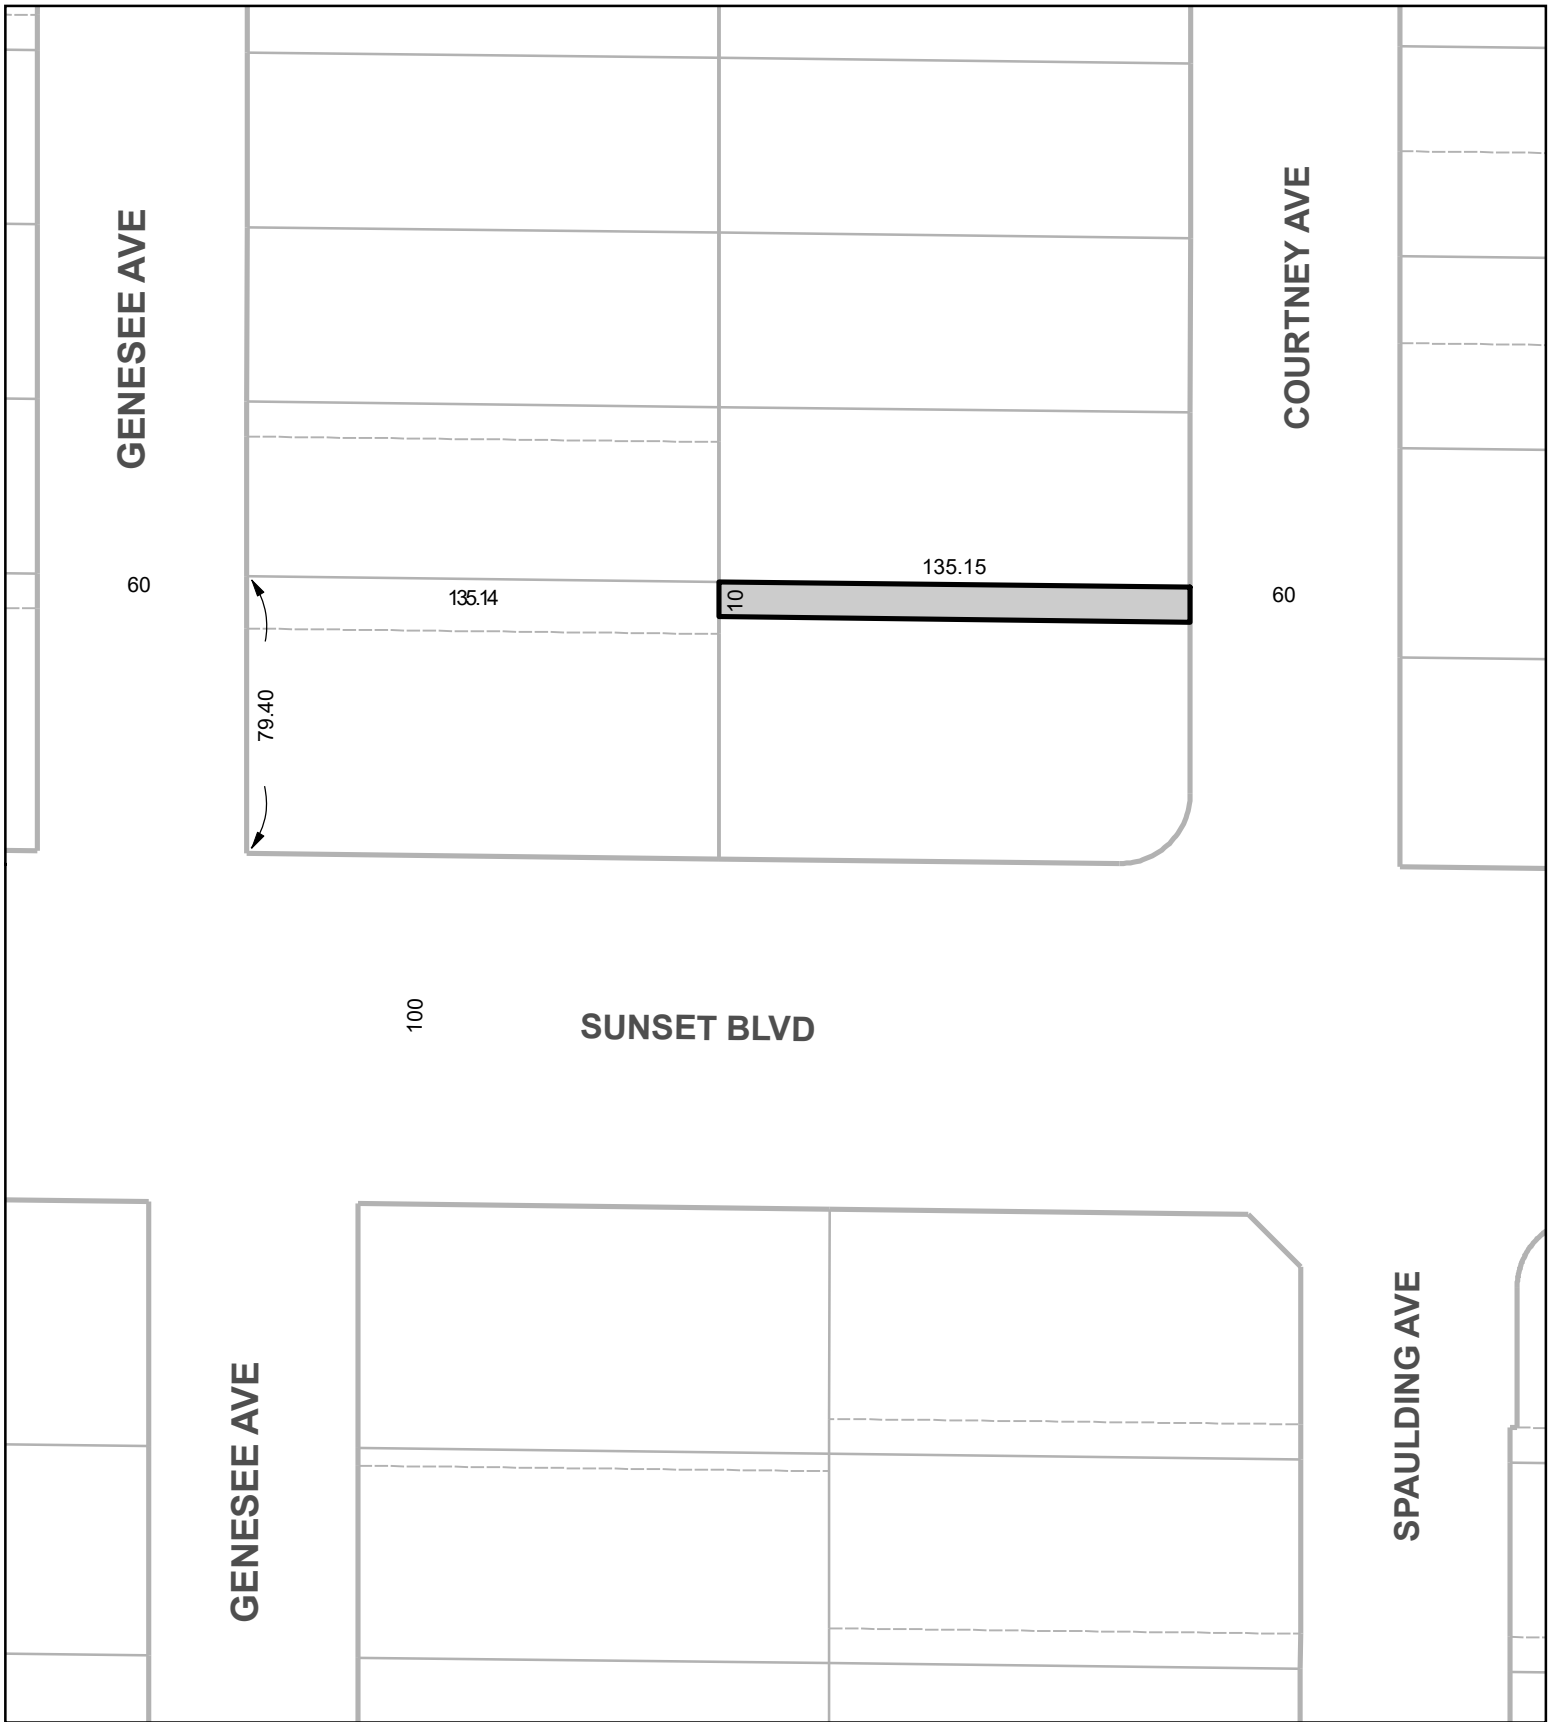 GENESEE AVE
COURTNEY AVE
60
135.14
10
135.15
60
79.40
100
SUNSET BLVD
GENESEE AVE
SPAULDING AVE